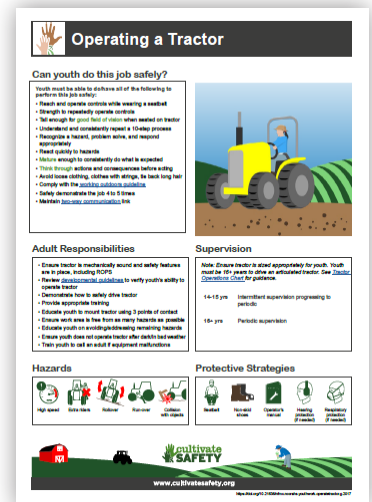 Operating a Tractor
Can youth do this job safely?
Youth must be able to do/have all of the following to
perform this job safely:
• Reach and operate controls while wearing a seatbelt
• Strength to repeatedly operate controls
• Tall enough for good field of vision when seated on tractor
• Understand and consistently repeat a 10-step process
• Recognize a hazard, problem solve, and respond
appropriately
• React quickly to hazards
• Mature enough to consistently do what is expected
• Think through actions and consequences before acting
• Avoid loose clothing, clothes with strings, tie back long hair
• Comply with the working outdoors guideline
• Safely demonstrate the job 4 to 5 times
• Maintain two-way communication link
Adult Responsibilities
• Ensure tractor is mechanically sound and safety features
are in place, including ROPS
• Review developmental guidelines to verify youth's ability to
operate tractor
• Demonstrate how to safely drive tractor
• Provide appropriate training
• Educate youth to mount tractor using 3 points of contact
• Ensure work area is free from as many hazards as possible
• Educate youth on avoiding/addressing remaining hazards
• Ensure youth does not operate tractor after dark/in bad weather
• Train youth to call an adult if equipment malfunctions
Supervision
Note: Ensure tractor is sized appropriately for youth. Youth
must be 16+ years to drive an articulated tractor. See Tractor
Operations Chart for guidance.
14-15 yrs Intermittent supervision progressing to
periodic
16+ yrs Periodic supervision
Hazards
High speed Extra riders Rollover Run-over Collision
with objects
Protective Strategies
Seatbelt Non-skid
shoes Operator's
manual Hearing
protection
(if needed) Respiratory
protection
(if needed)
cultivate
SAFETY
www.cultivatesafety.org